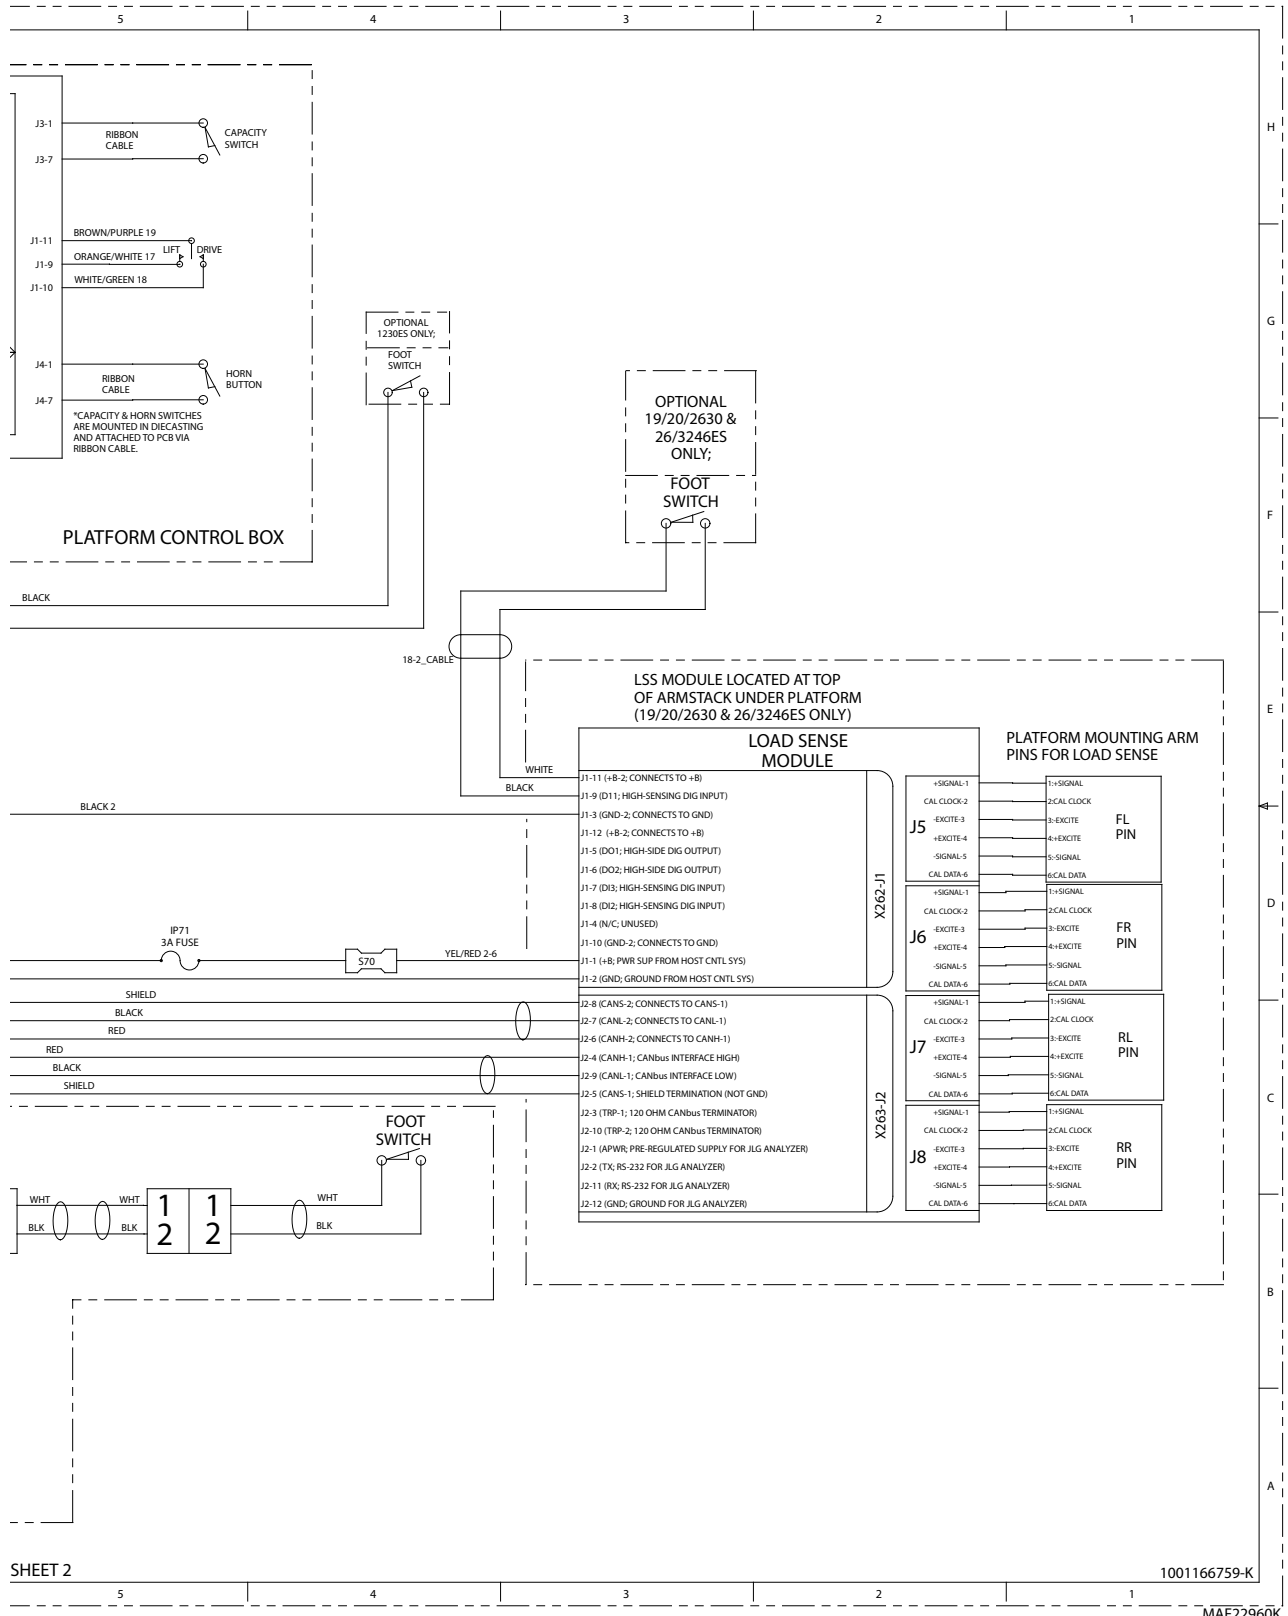 5 4 3 2 1
H
G
F
E
D
C
B
A
J3-1
RIBBON
CABLE
CAPACITY
SWITCH
J3-7
J1-11
BROWN/PURPLE 19
J1-9
ORANGE/WHITE 17
LIFT
DRIVE
J1-10
WHITE/GREEN 18
J4-1
RIBBON
CABLE
HORN
BUTTON
J4-7
*CAPACITY & HORN SWITCHES
ARE MOUNTED IN DIECASTING
AND ATTACHED TO PCB VIA
RIBBON CABLE.
PLATFORM CONTROL BOX
OPTIONAL
1230ES ONLY;
FOOT
SWITCH
OPTIONAL
19/20/2630 &
26/3246ES
ONLY;
FOOT
SWITCH
BLACK
18-2_CABLE
LSS MODULE LOCATED AT TOP
OF ARMSTACK UNDER PLATFORM
(19/20/2630 & 26/3246ES ONLY)
LOAD SENSE
MODULE
PLATFORM MOUNTING ARM
PINS FOR LOAD SENSE
WHITE
BLACK
BLACK 2
IP71
3A FUSE
S70
YEL/RED 2-6
SHIELD
BLACK
RED
RED
BLACK
SHIELD
J1-11 (+B-2; CONNECTS TO +B)
J1-9 (D11; HIGH-SENSING DIG INPUT)
J1-3 (GND-2; CONNECTS TO GND)
J1-12 (+B-2; CONNECTS TO +B)
J1-5 (DO1; HIGH-SIDE DIG OUTPUT)
J1-6 (DO2; HIGH-SIDE DIG OUTPUT)
J1-7 (DI3; HIGH-SENSING DIG INPUT)
J1-8 (DI2; HIGH-SENSING DIG INPUT)
J1-4 (N/C; UNUSED)
J1-10 (GND-2; CONNECTS TO GND)
J1-1 (+B; PWR SUP FROM HOST CNTL SYS)
J1-2 (GND; GROUND FROM HOST CNTL SYS)
X262-J1
J2-8 (CANS-2; CONNECTS TO CANS-1)
J2-7 (CANL-2; CONNECTS TO CANL-1)
J2-6 (CANH-2; CONNECTS TO CANH-1)
J2-4 (CANH-1; CANbus INTERFACE HIGH)
J2-9 (CANL-1; CANbus INTERFACE LOW)
J2-5 (CANS-1; SHIELD TERMINATION (NOT GND)
J2-3 (TRP-1; 120 OHM CANbus TERMINATOR)
J2-10 (TRP-2; 120 OHM CANbus TERMINATOR)
J2-1 (APWR; PRE-REGULATED SUPPLY FOR JLG ANALYZER)
J2-2 (TX; RS-232 FOR JLG ANALYZER)
J2-11 (RX; RS-232 FOR JLG ANALYZER)
J2-12 (GND; GROUND FOR JLG ANALYZER)
X263-J2
J5
+SIGNAL-1
CAL CLOCK-2
-EXCITE-3
+EXCITE-4
-SIGNAL-5
CAL DATA-6
1:+SIGNAL
2:CAL CLOCK
3:-EXCITE
4:+EXCITE
5:-SIGNAL
6:CAL DATA
FL
PIN
J6
+SIGNAL-1
CAL CLOCK-2
-EXCITE-3
+EXCITE-4
-SIGNAL-5
CAL DATA-6
1:+SIGNAL
2:CAL CLOCK
3:-EXCITE
4:+EXCITE
5:-SIGNAL
6:CAL DATA
FR
PIN
J7
+SIGNAL-1
CAL CLOCK-2
-EXCITE-3
+EXCITE-4
-SIGNAL-5
CAL DATA-6
1:+SIGNAL
2:CAL CLOCK
3:-EXCITE
4:+EXCITE
5:-SIGNAL
6:CAL DATA
RL
PIN
J8
+SIGNAL-1
CAL CLOCK-2
-EXCITE-3
+EXCITE-4
-SIGNAL-5
CAL DATA-6
1:+SIGNAL
2:CAL CLOCK
3:-EXCITE
4:+EXCITE
5:-SIGNAL
6:CAL DATA
RR
PIN
FOOT
SWITCH
WHT WHT 1 1 WHT
BLK BLK 2 2 BLK
SHEET 2
1001166759-K
5 4 3 2 1
MAE22960K